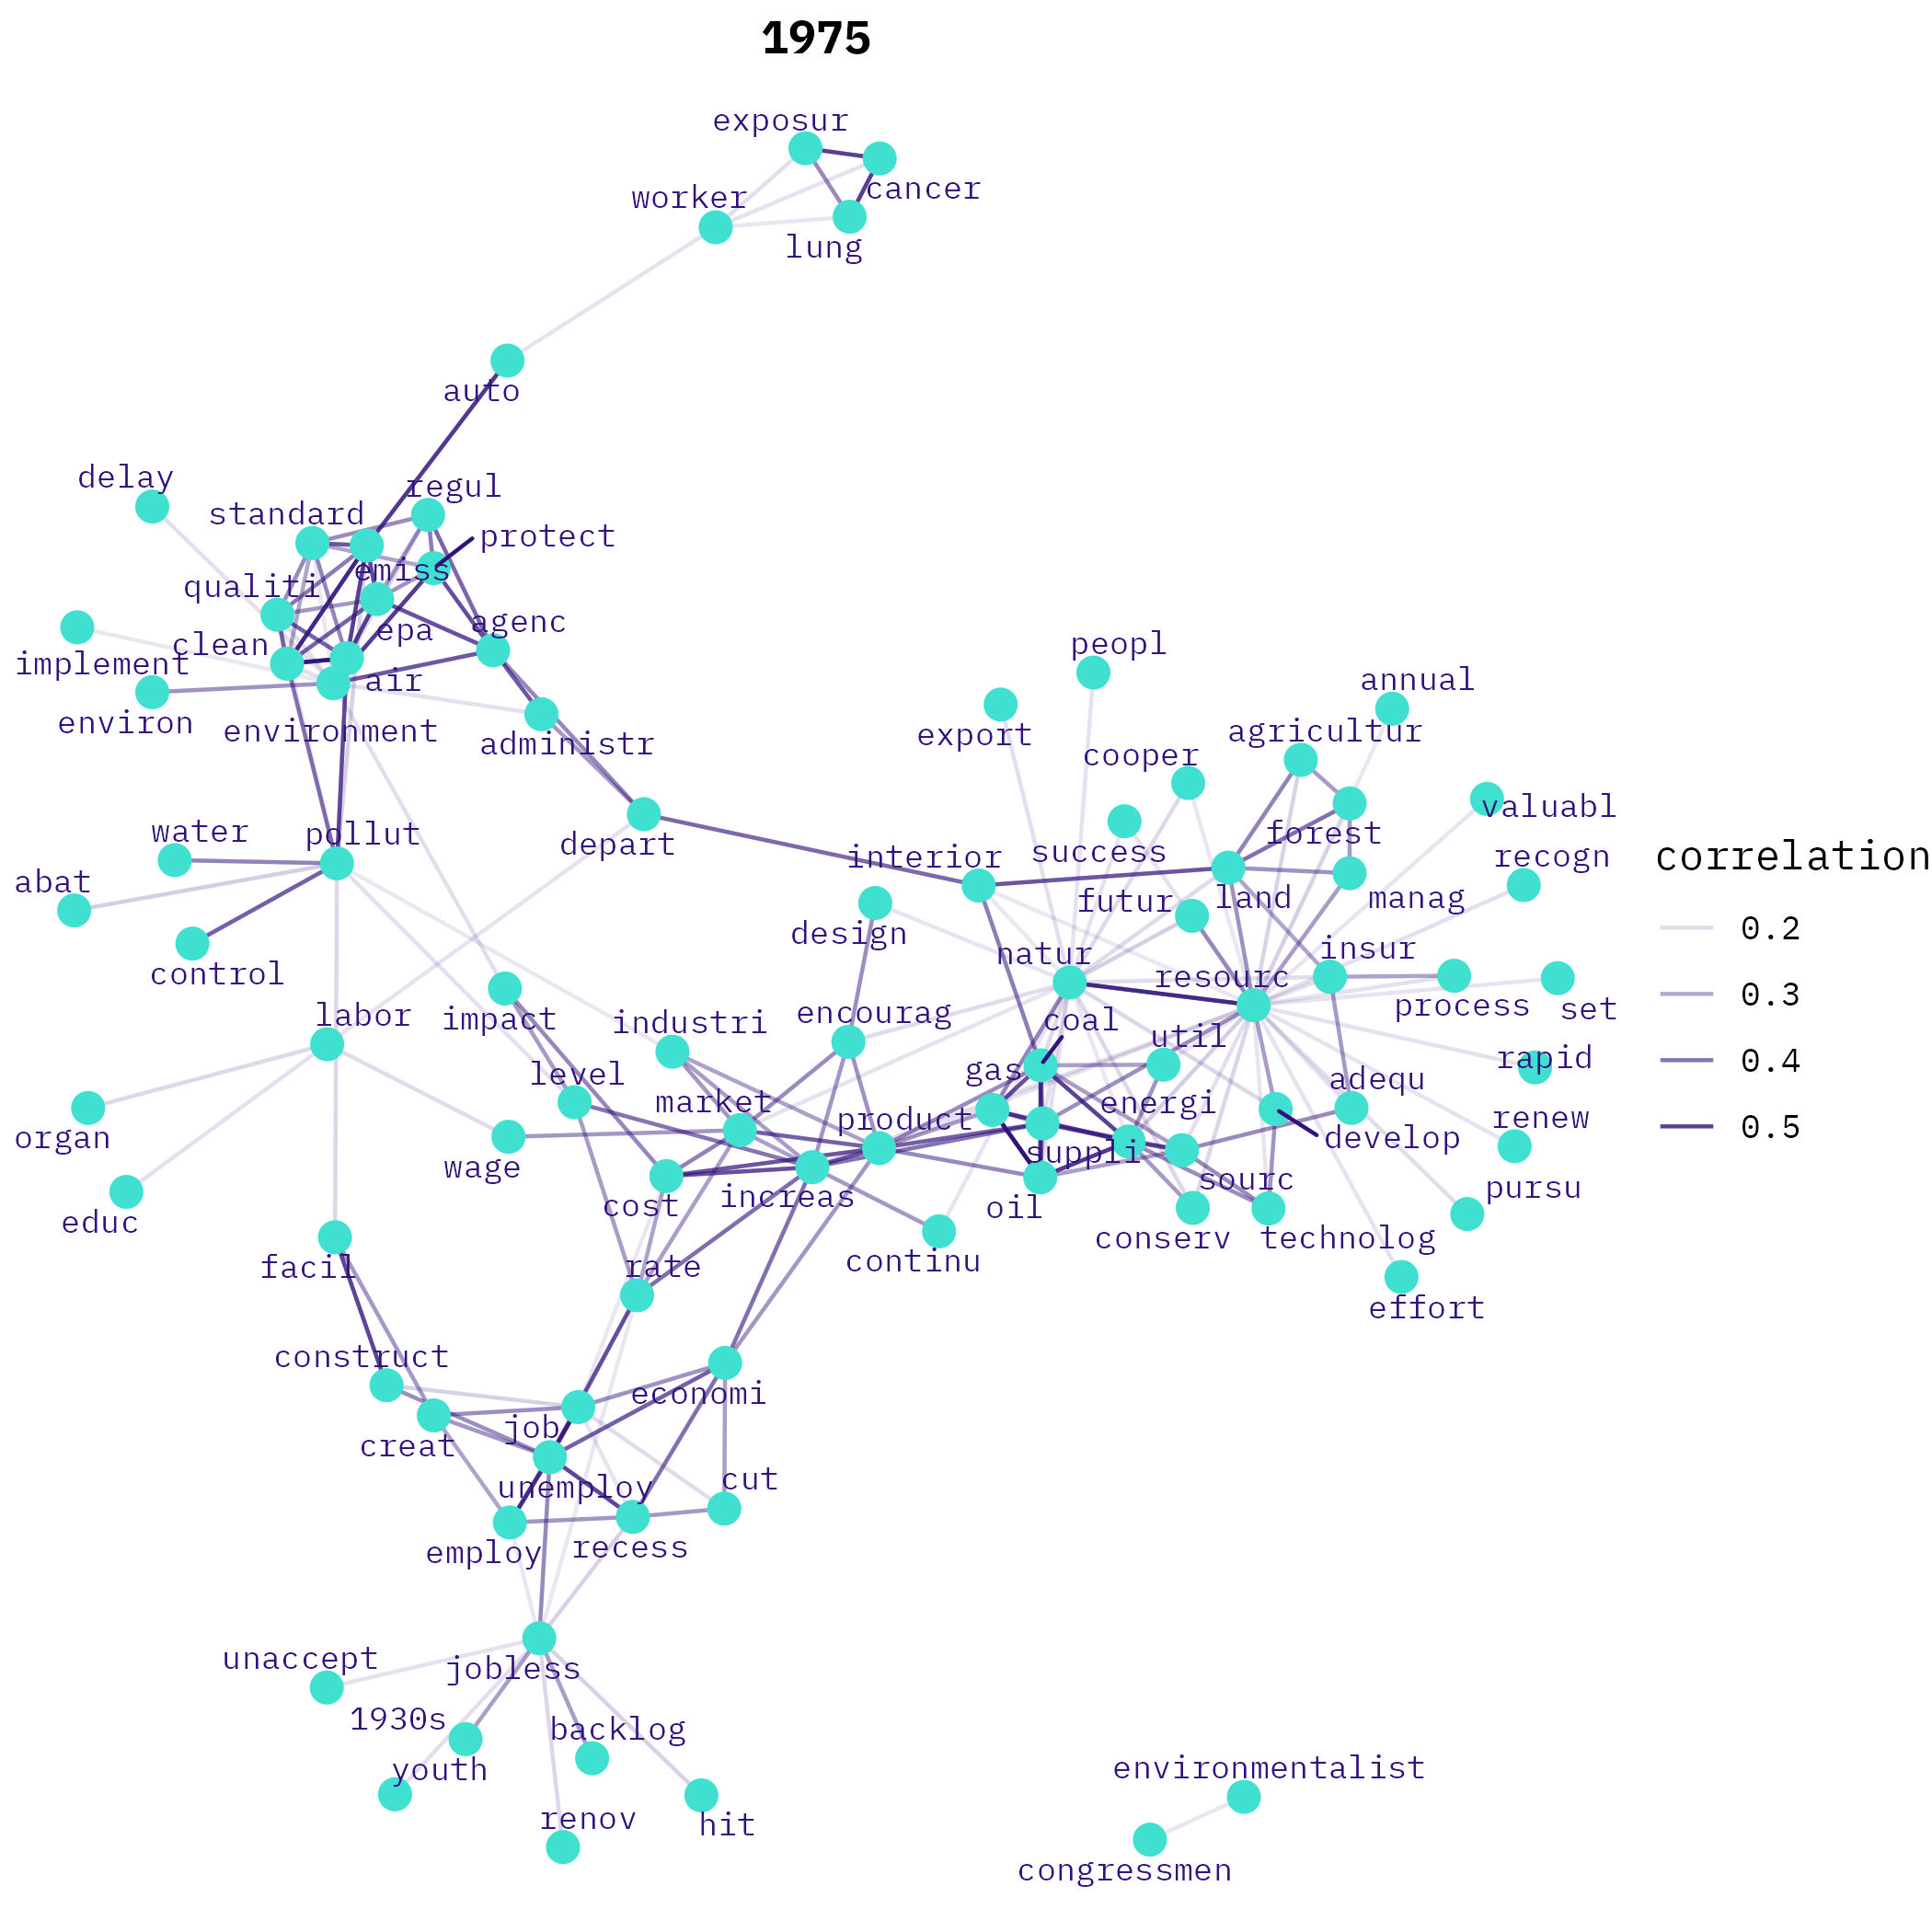 1975
exposur
cancer
worker
lung
auto
delay
regul
standard
protect
emiss
qualiti
agenc
epa
clean
peopl
implement
air
annual
environ
environment
export
agricultur
administr
cooper
valuabl
water
pollut
forest
depart
success
interior
correlation
recogn
abat
land
manag
futur
0.2
design
insur
natur
control
resourc
0.3
process
set
labor
impact
industri
encourag
coal
util
rapid
0.4
level
gas
adequ
market
energi
product
renew
0.5
organ
develop
suppli
wage
sourc
pursu
increas
cost
oil
educ
conserv
technolog
continu
facil
rate
effort
construct
economi
job
creat
cut
unemploy
recess
employ
unaccept
jobless
1930s
backlog
youth
environmentalist
renov
hit
congressmen